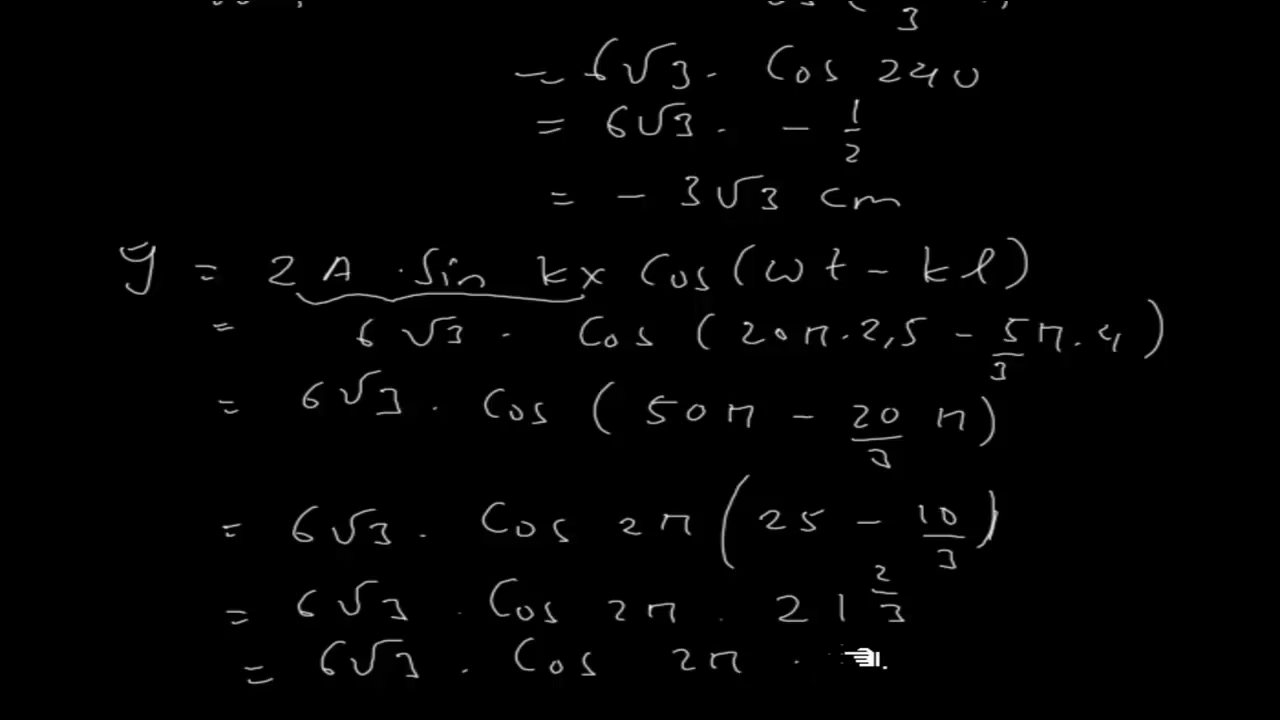 3
= 6√3 . Cos 240
= 6√3 . - 1/2
= - 3√3 cm
y = 2 A . Sin kx Cos (ωt - kl)
= 6√3 . Cos (20π . 2,5 - 5/3 π . 4)
= 6√3 . Cos (50π - 20/3 π)
= 6√3 . Cos 2π (25 - 10/3)
= 6√3 . Cos 2π . 21 2/3
= 6√3 . Cos 2π .